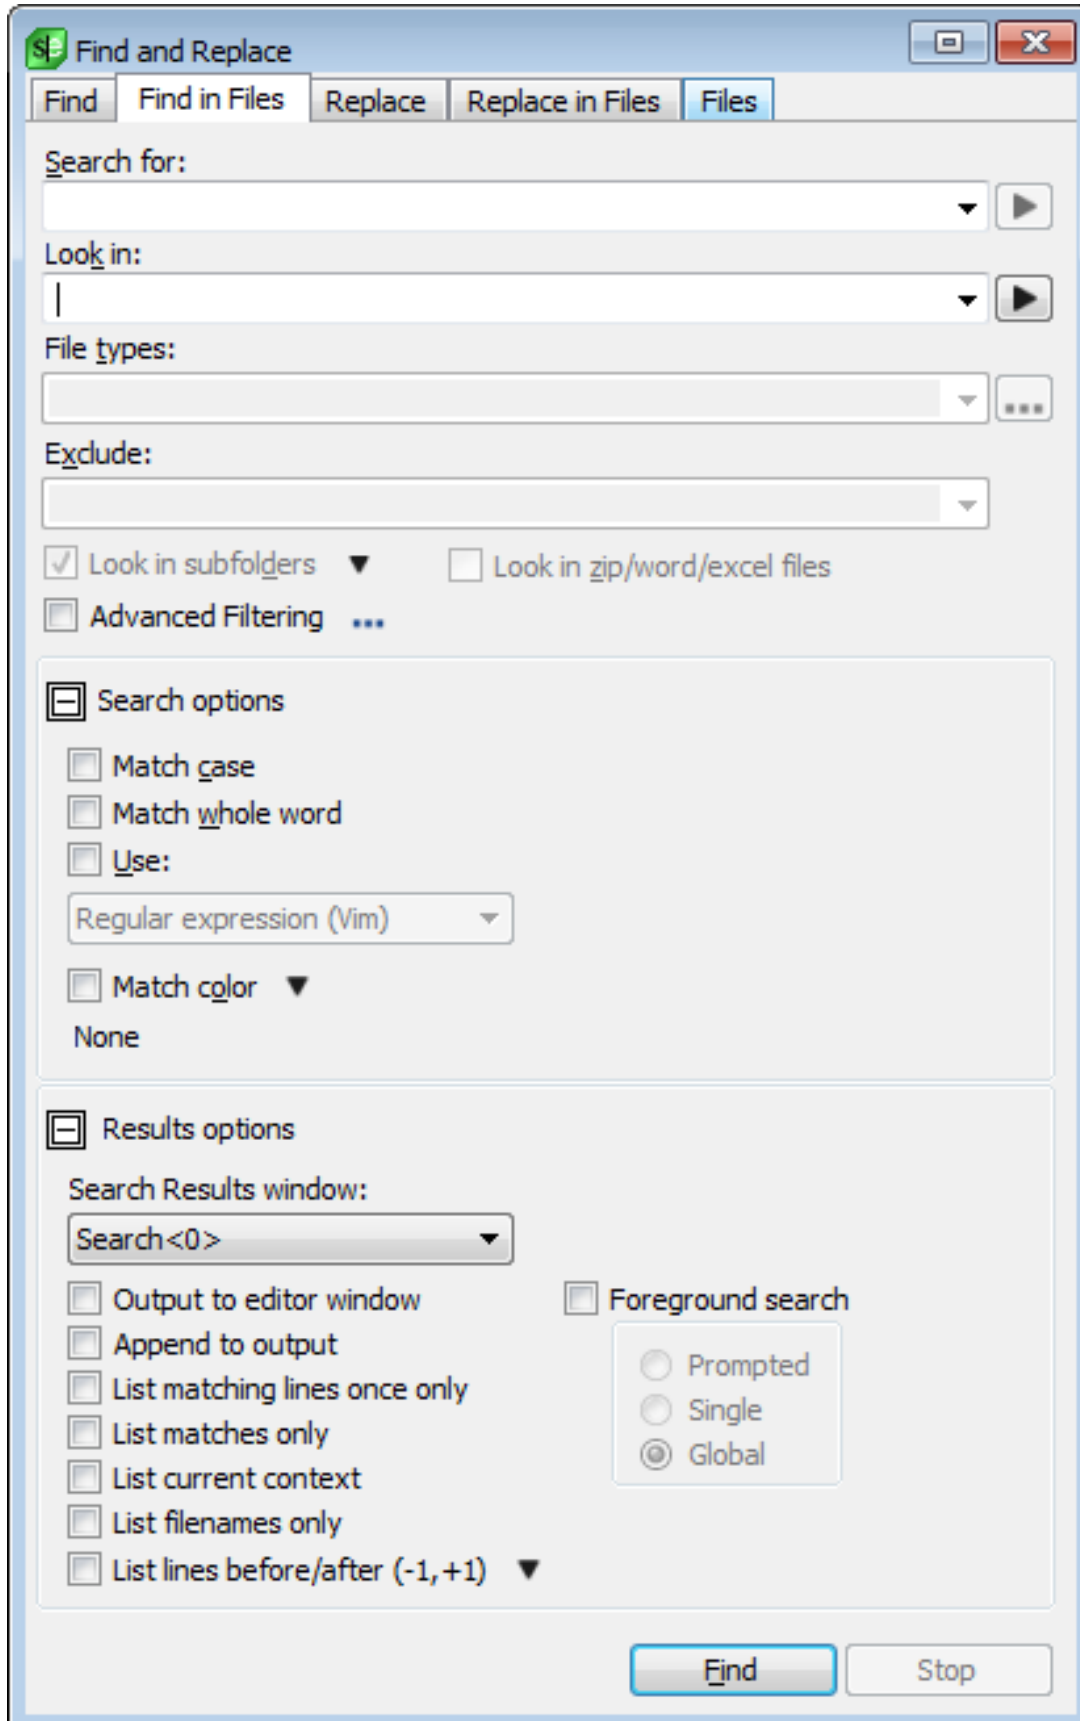 Find and Replace
Find Find in Files Replace Replace in Files Files
Search for:
Look in:
File types:
...
Exclude:
Look in subfolders Look in zip/word/excel files
Advanced Filtering ...
Search options
Match case
Match whole word
Use:
Regular expression (Vim)
Match color
None
Results options
Search Results window:
Search<0>
Output to editor window Foreground search
Append to output
Prompted
List matching lines once only
Single
List matches only
Global
List current context
List filenames only
List lines before/after (-1,+1)
Find Stop